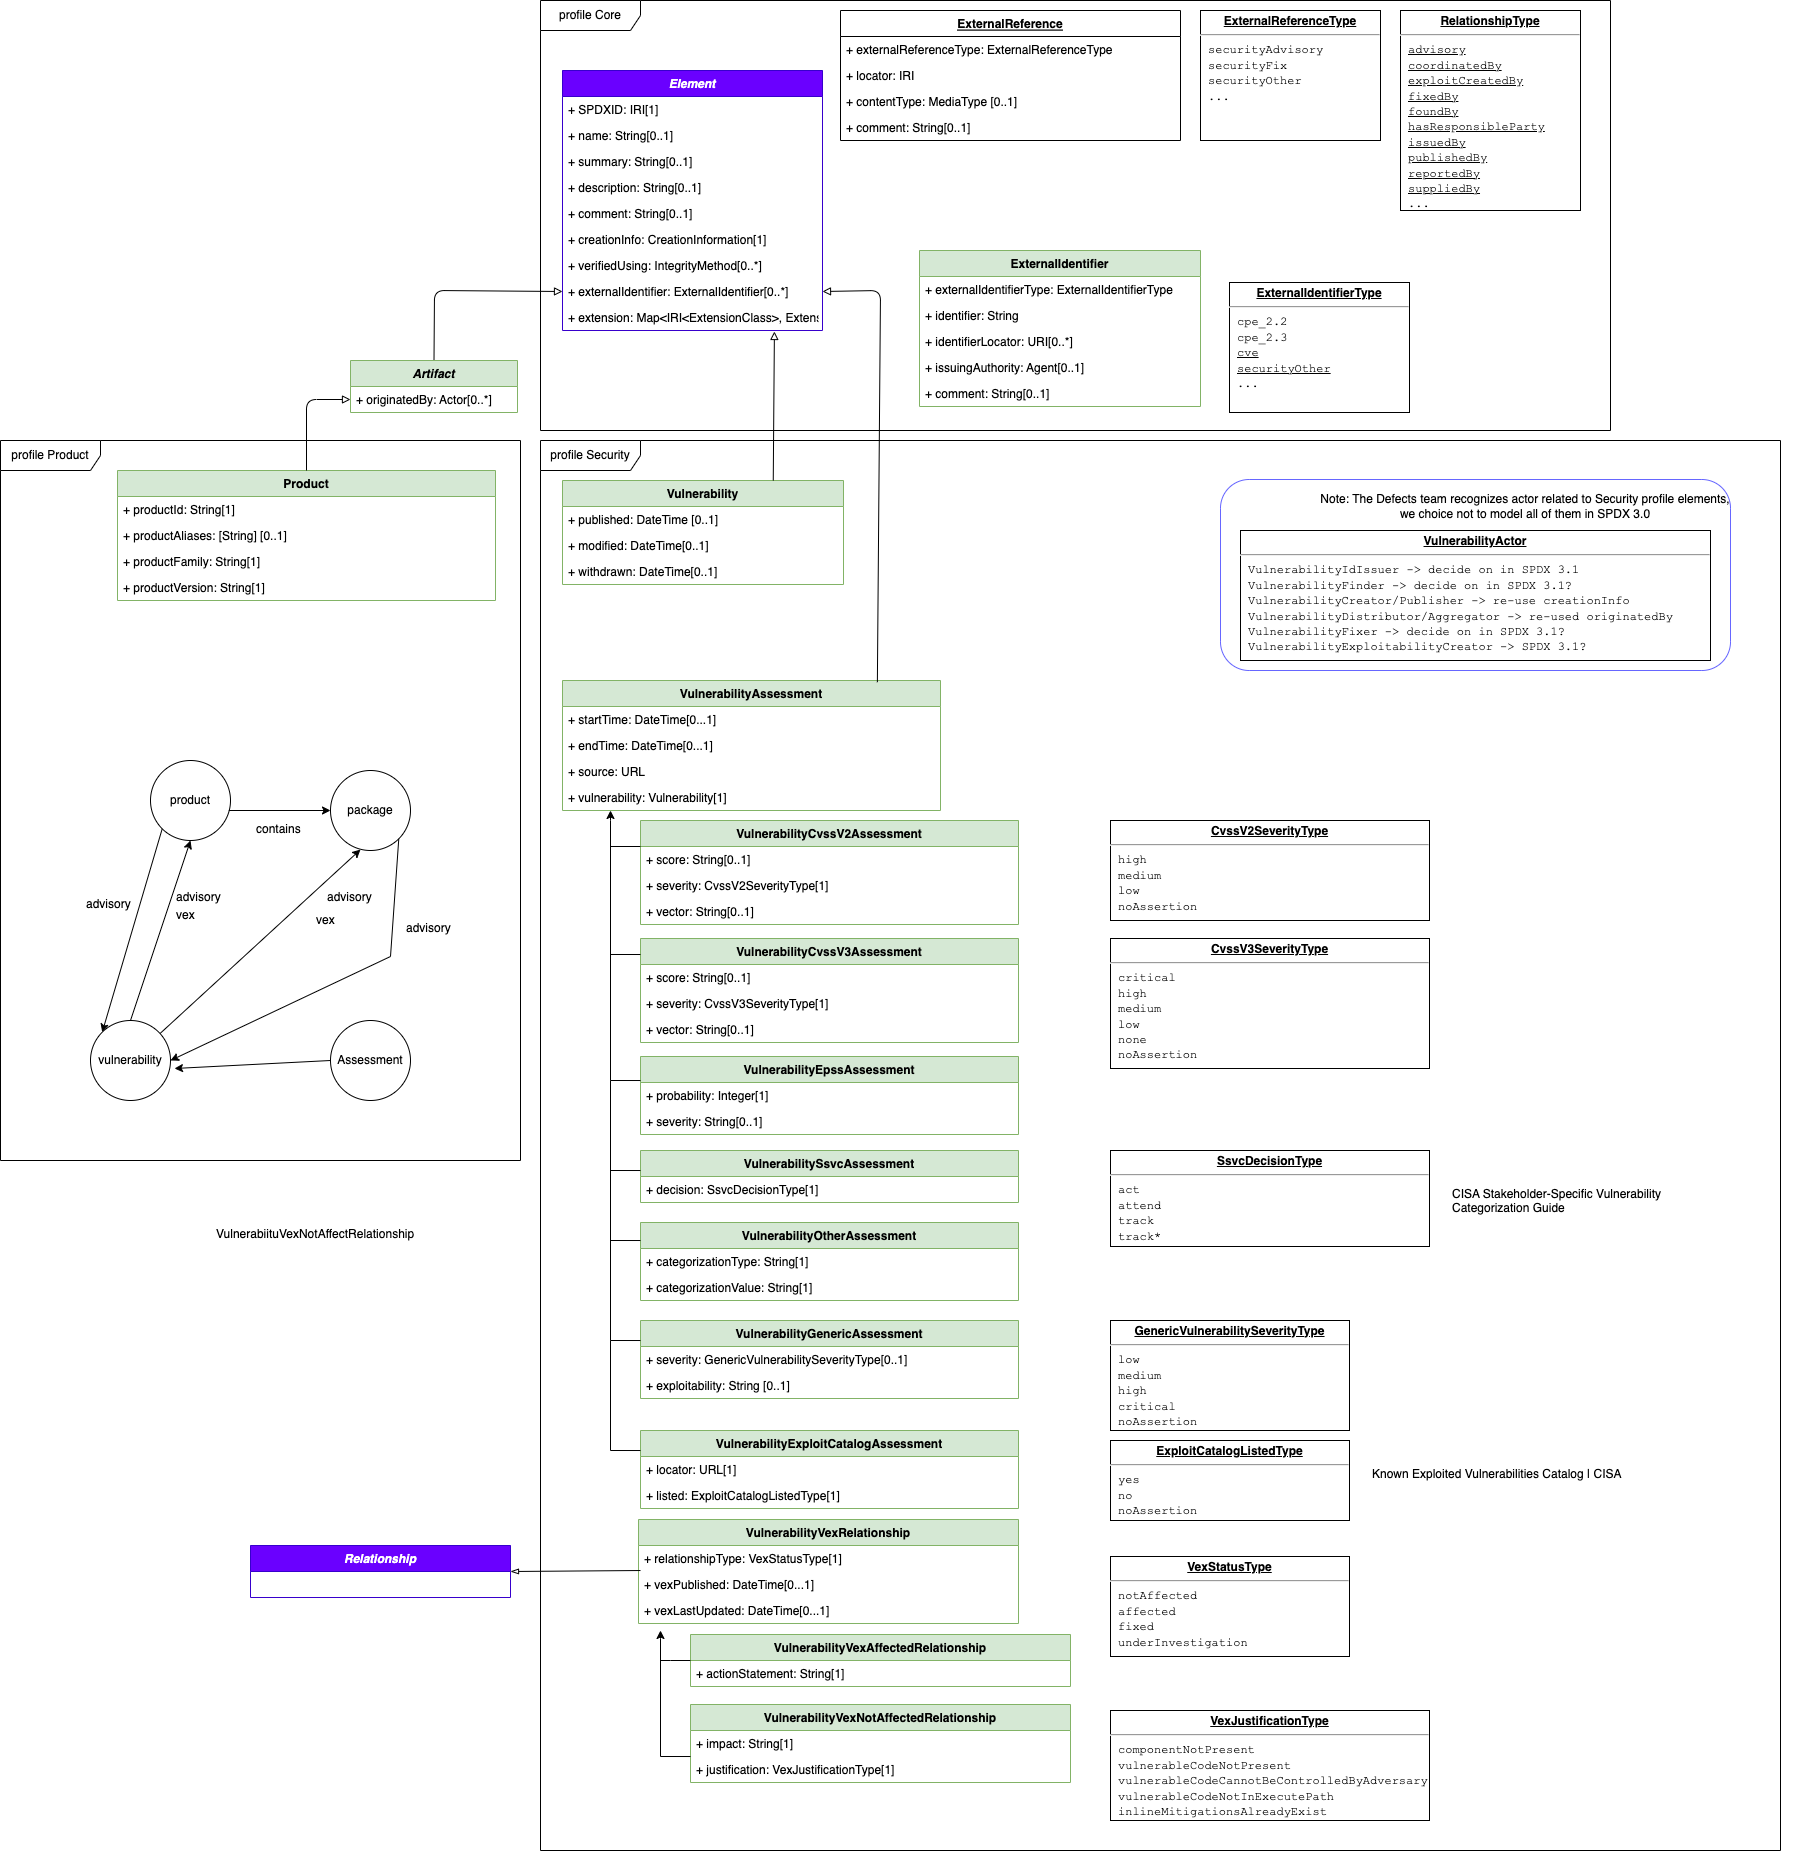 profile Core
ExternalReference
+ externalReferenceType: ExternalReferenceType
+ locator: IRI
+ contentType: MediaType [0..1]
+ comment: String[0..1]
ExternalReferenceType
securityAdvisory
securityFix
securityOther
...
RelationshipType
advisory
coordinatedBy
exploitCreatedBy
fixedBy
foundBy
hasResponsibleParty
issuedBy
publishedBy
reportedBy
suppliedBy
...
Element
+ SPDXID: IRI[1]
+ name: String[0..1]
+ summary: String[0..1]
+ description: String[0..1]
+ comment: String[0..1]
+ creationInfo: CreationInformation[1]
+ verifiedUsing: IntegrityMethod[0..*]
+ externalIdentifier: ExternalIdentifier[0..*]
+ extension: Map<IRI<ExtensionClass>, Extens
ExternalIdentifier
+ externalIdentifierType: ExternalIdentifierType
+ identifier: String
+ identifierLocator: URI[0..*]
+ issuingAuthority: Agent[0..1]
+ comment: String[0..1]
ExternalIdentifierType
cpe_2.2
cpe_2.3
cve
securityOther
...
Artifact
+ originatedBy: Actor[0..*]
profile Product
Product
+ productId: String[1]
+ productAliases: [String] [0..1]
+ productFamily: String[1]
+ productVersion: String[1]
product
package
contains
advisory
advisory
vex
advisory
vex
advisory
vulnerability
Assessment
VulnerabiituVexNotAffectRelationship
Relationship
profile Security
Vulnerability
+ published: DateTime [0..1]
+ modified: DateTime[0..1]
+ withdrawn: DateTime[0..1]
Note: The Defects team recognizes actor related to Security profile elements,
we choice not to model all of them in SPDX 3.0
VulnerabilityActor
VulnerabilityIdIssuer -> decide on in SPDX 3.1
VulnerabilityFinder -> decide on in SPDX 3.1?
VulnerabilityCreator/Publisher -> re-use creationInfo
VulnerabilityDistributor/Aggregator -> re-used originatedBy
VulnerabilityFixer -> decide on in SPDX 3.1?
VulnerabilityExploitabilityCreator -> SPDX 3.1?
VulnerabilityAssessment
+ startTime: DateTime[0...1]
+ endTime: DateTime[0...1]
+ source: URL
+ vulnerability: Vulnerability[1]
VulnerabilityCvssV2Assessment
+ score: String[0..1]
+ severity: CvssV2SeverityType[1]
+ vector: String[0..1]
CvssV2SeverityType
high
medium
low
noAssertion
VulnerabilityCvssV3Assessment
+ score: String[0..1]
+ severity: CvssV3SeverityType[1]
+ vector: String[0..1]
CvssV3SeverityType
critical
high
medium
low
none
noAssertion
VulnerabilityEpssAssessment
+ probability: Integer[1]
+ severity: String[0..1]
VulnerabilitySsvcAssessment
+ decision: SsvcDecisionType[1]
SsvcDecisionType
act
attend
track
track*
CISA Stakeholder-Specific Vulnerability
Categorization Guide
VulnerabilityOtherAssessment
+ categorizationType: String[1]
+ categorizationValue: String[1]
VulnerabilityGenericAssessment
+ severity: GenericVulnerabilitySeverityType[0..1]
+ exploitability: String [0..1]
GenericVulnerabilitySeverityType
low
medium
high
critical
noAssertion
VulnerabilityExploitCatalogAssessment
+ locator: URL[1]
+ listed: ExploitCatalogListedType[1]
ExploitCatalogListedType
yes
no
noAssertion
Known Exploited Vulnerabilities Catalog | CISA
VulnerabilityVexRelationship
+ relationshipType: VexStatusType[1]
+ vexPublished: DateTime[0...1]
+ vexLastUpdated: DateTime[0...1]
VexStatusType
notAffected
affected
fixed
underInvestigation
VulnerabilityVexAffectedRelationship
+ actionStatement: String[1]
VulnerabilityVexNotAffectedRelationship
+ impact: String[1]
+ justification: VexJustificationType[1]
VexJustificationType
componentNotPresent
vulnerableCodeNotPresent
vulnerableCodeCannotBeControlledByAdversary
vulnerableCodeNotInExecutePath
inlineMitigationsAlreadyExist